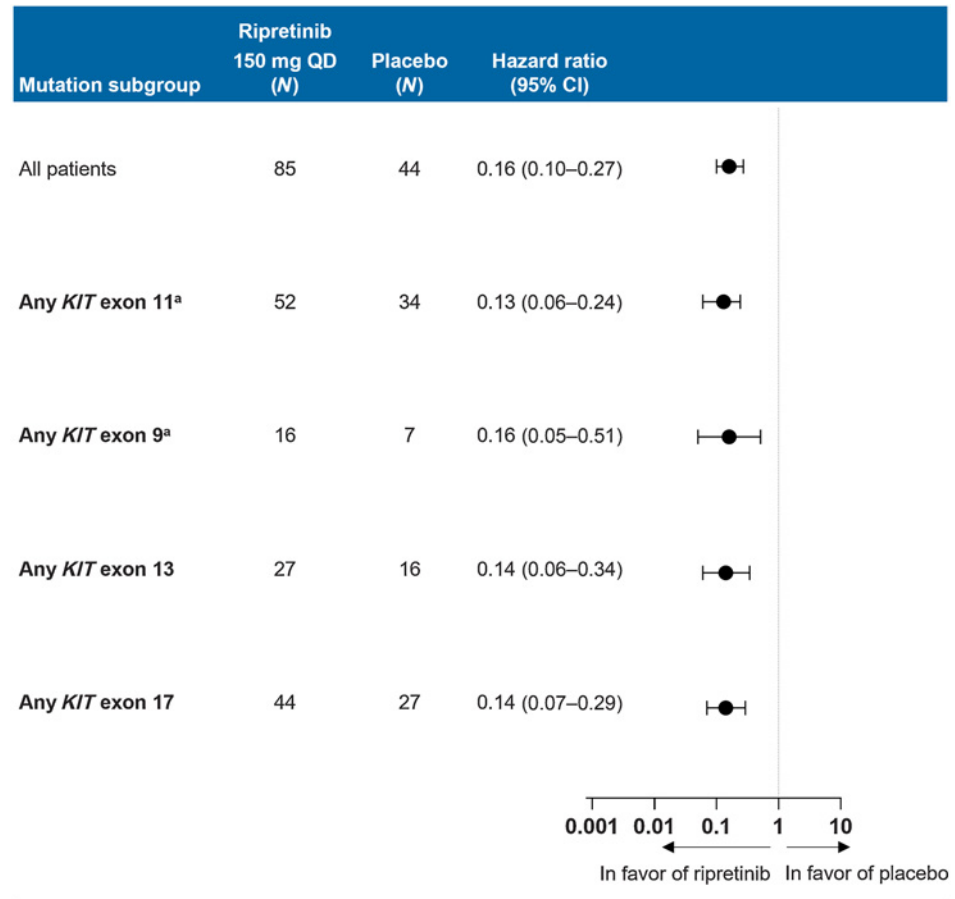 Ripretinib
150 mg QD Placebo Hazard ratio
Mutation subgroup (N) (N) (95% CI)
All patients 85 44 0.16 (0.10–0.27)
Any KIT exon 11ᵃ 52 34 0.13 (0.06–0.24)
Any KIT exon 9ᵃ 16 7 0.16 (0.05–0.51)
Any KIT exon 13 27 16 0.14 (0.06–0.34)
Any KIT exon 17 44 27 0.14 (0.07–0.29)
0.001 0.01 0.1 1 10
In favor of ripretinib In favor of placebo